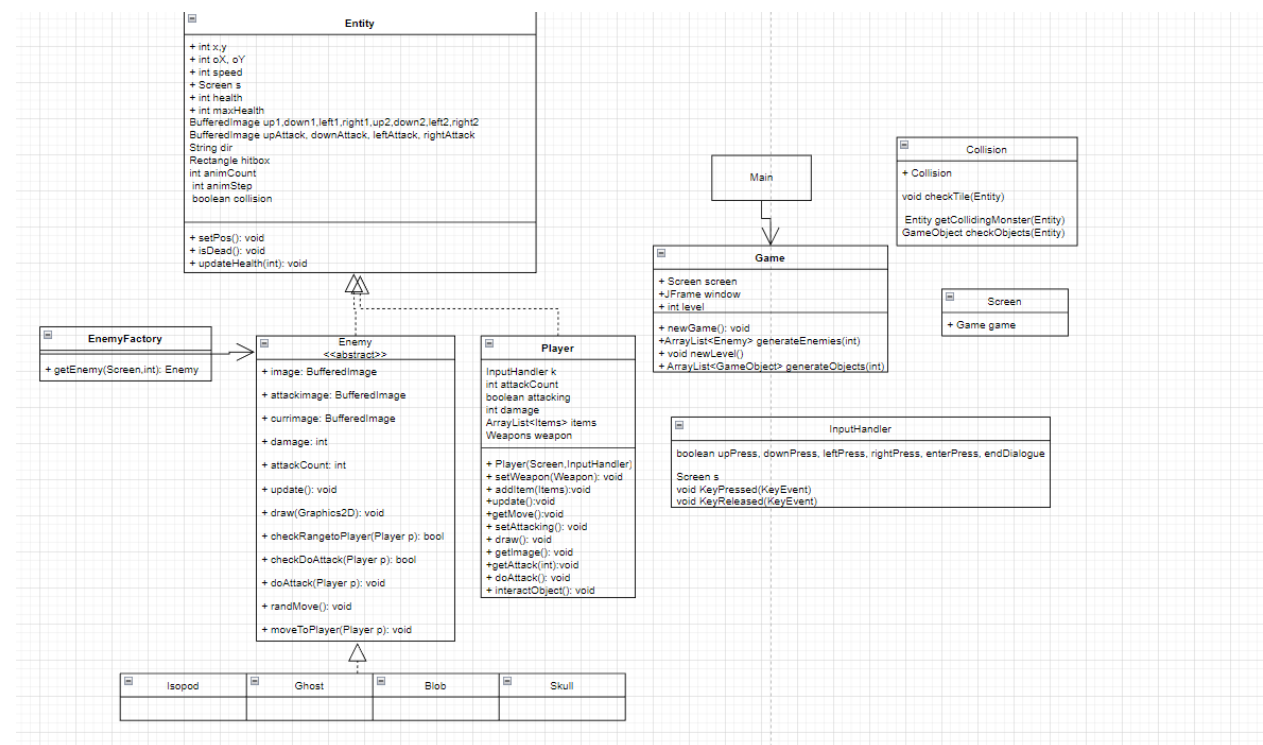 Entity
+ int x,y
+ int oX, oY
+ int speed
+ Screen s
+ int health
+ int maxHealth
BufferedImage up1,down1,left1,right1,up2,down2,left2,right2
BufferedImage upAttack, downAttack, leftAttack, rightAttack
String dir
Rectangle hitbox
int animCount
int animStep
boolean collision
+ setPos(): void
+ isDead(): void
+ updateHealth(int): void
EnemyFactory
+ getEnemy(Screen,int): Enemy
Enemy
<<abstract>>
+ image: BufferedImage
+ attackimage: BufferedImage
+ currimage: BufferedImage
+ damage: int
+ attackCount: int
+ update(): void
+ draw(Graphics2D): void
+ checkRangetoPlayer(Player p): bool
+ checkDoAttack(Player p): bool
+ doAttack(Player p): void
+ randMove(): void
+ moveToPlayer(Player p): void
Player
InputHandler k
int attackCount
boolean attacking
int damage
ArrayList<Items> items
Weapons weapon
+ Player(Screen,InputHandler)
+ setWeapon(Weapon): void
+ addItem(Items):void
+update():void
+getMove():void
+ setAttacking(): void
+ draw(): void
+ getImage(): void
+getAttack(int):void
+ doAttack(): void
+ interactObject(): void
Isopod
Ghost
Blob
Skull
Main
Game
+ Screen screen
+JFrame window
+ int level
+ newGame(): void
+ArrayList<Enemy> generateEnemies(int)
+ void newLevel()
+ ArrayList<GameObject> generateObjects(int)
Collision
+ Collision
void checkTile(Entity)
Entity getCollidingMonster(Entity)
GameObject checkObjects(Entity)
Screen
+ Game game
InputHandler
boolean upPress, downPress, leftPress, rightPress, enterPress, endDialogue
Screen s
void KeyPressed(KeyEvent)
void KeyReleased(KeyEvent)